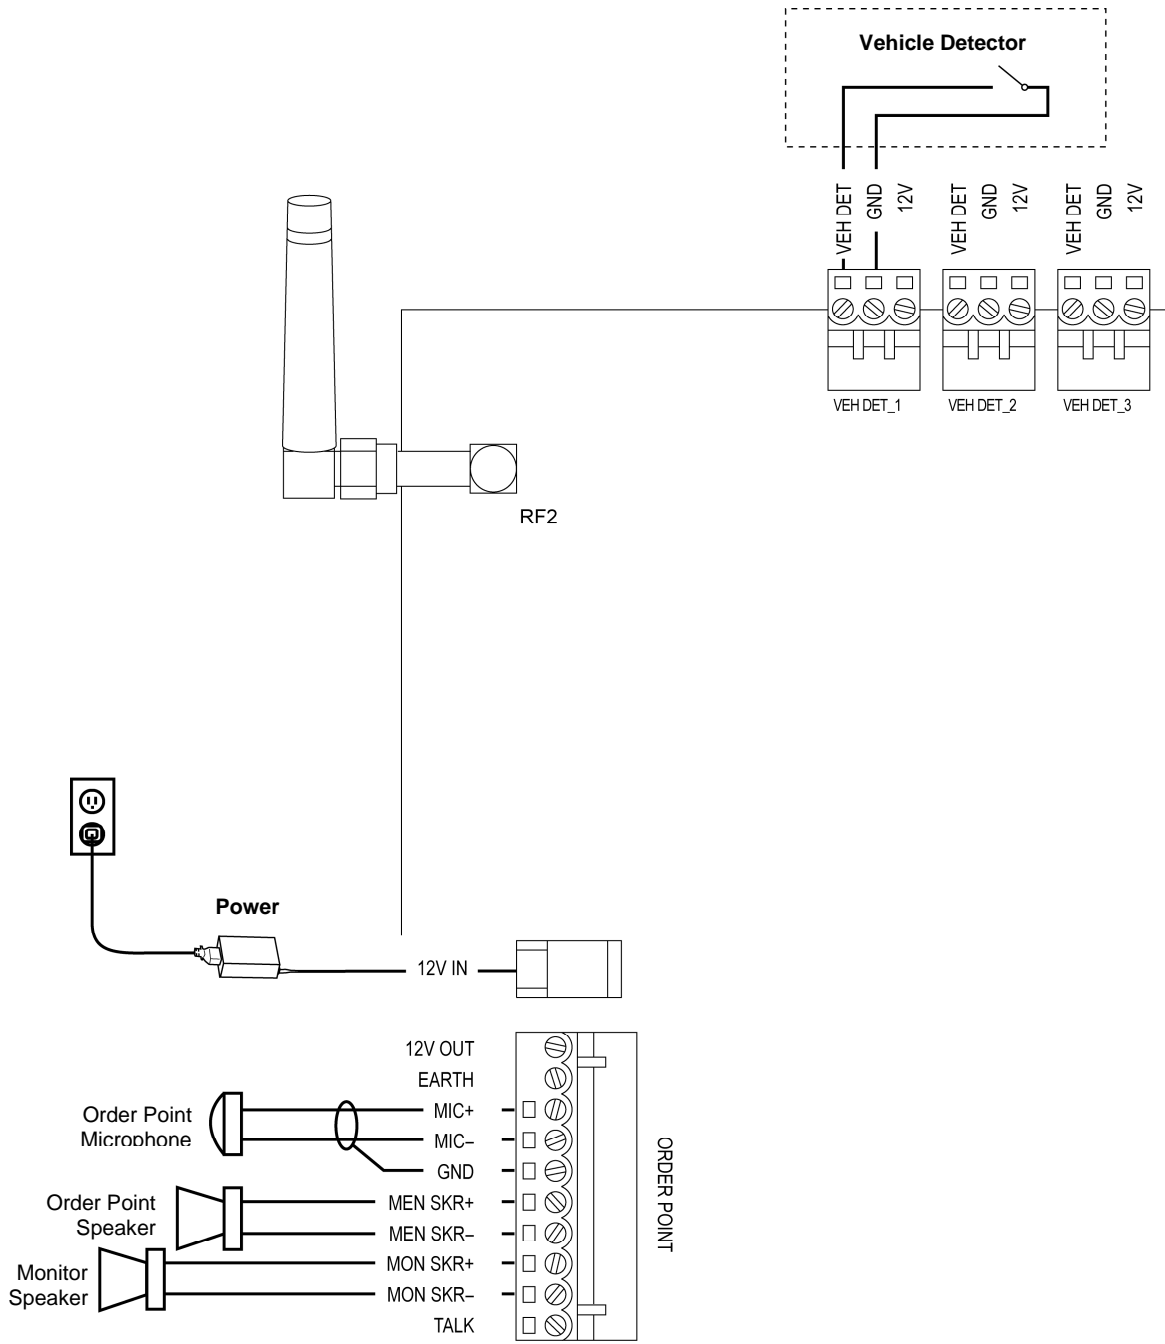 Vehicle Detector
VEH DET
GND
12V
VEH DET
GND
12V
VEH DET
GND
12V
VEH DET_1
VEH DET_2
VEH DET_3
RF2
Power
12V IN
12V OUT
EARTH
MIC+
MIC–
GND
MEN SKR+
MEN SKR–
MON SKR+
MON SKR–
TALK
Order Point
Microphone
Order Point
Speaker
Monitor
Speaker
ORDER POINT